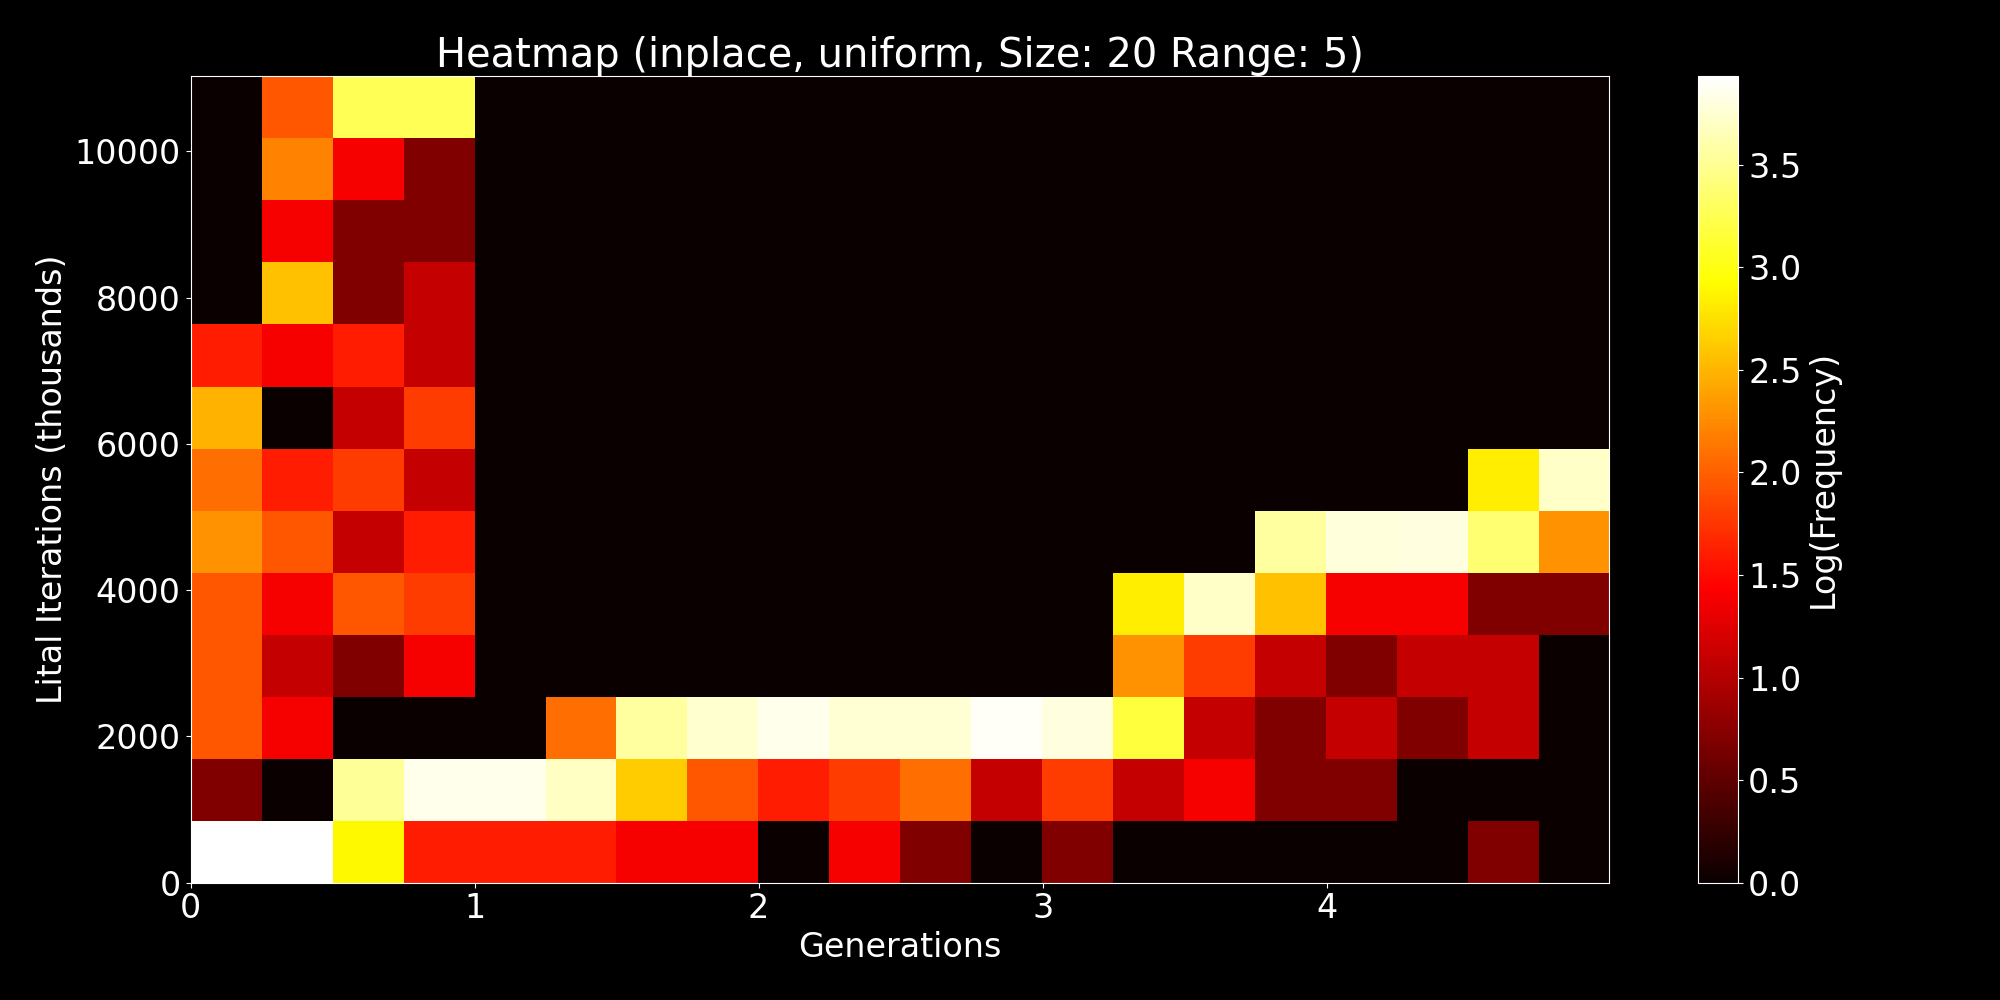 Heatmap (inplace, uniform, Size: 20 Range: 5)
10000
8000
6000
4000
2000
0
Lital Iterations (thousands)
0 1 2 3 4
Generations
3.5
3.0
2.5
2.0
1.5
1.0
0.5
0.0
Log(Frequency)